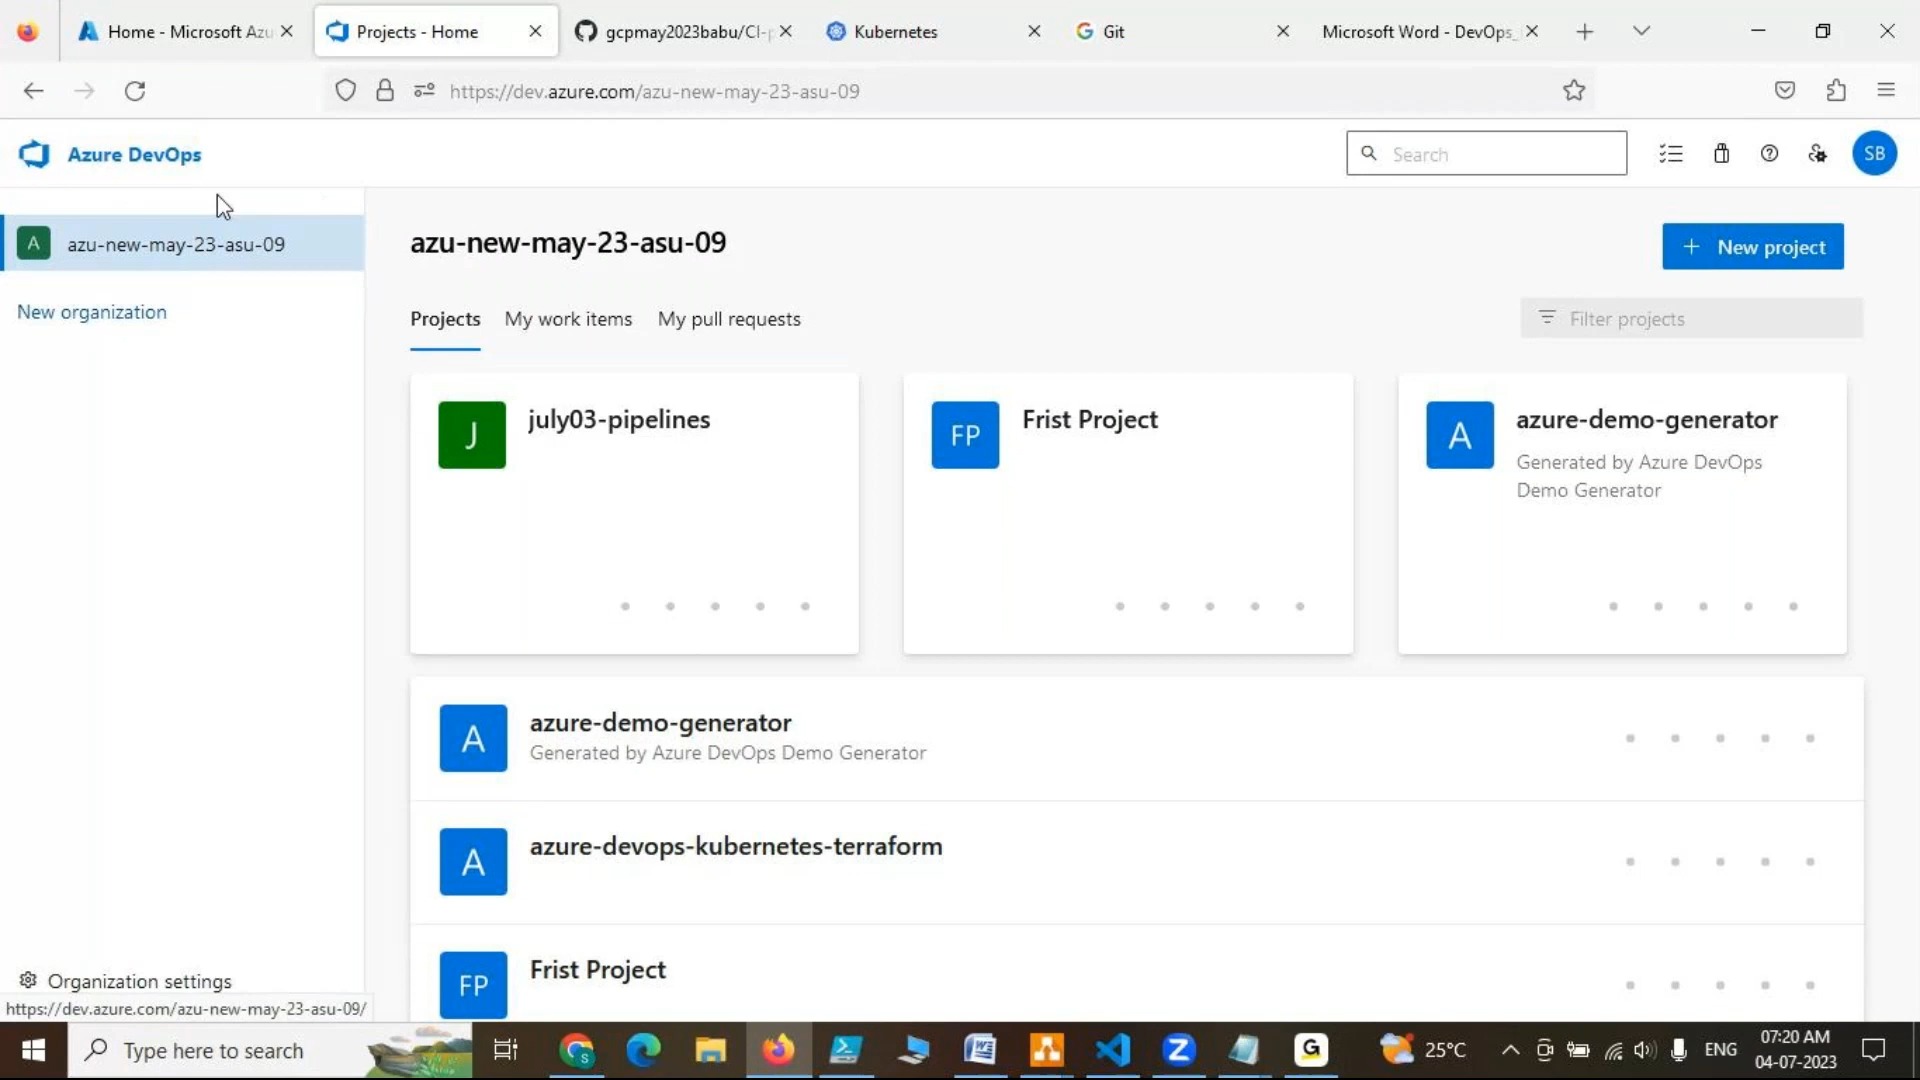 Home - Microsoft Azu
Projects - Home
gcpmay2023babu/CI-p
Kubernetes
Git
Microsoft Word - DevOps_
https://dev.azure.com/azu-new-may-23-asu-09
Azure DevOps
Search
SB
A
azu-new-may-23-asu-09
New organization
azu-new-may-23-asu-09
New project
Projects
My work items
My pull requests
Filter projects
J
july03-pipelines
FP
Frist Project
A
azure-demo-generator
Generated by Azure DevOps
Demo Generator
A
azure-demo-generator
Generated by Azure DevOps Demo Generator
A
azure-devops-kubernetes-terraform
FP
Frist Project
Organization settings
https://dev.azure.com/azu-new-may-23-asu-09/
Type here to search
25°C
ENG
07:20 AM
04-07-2023